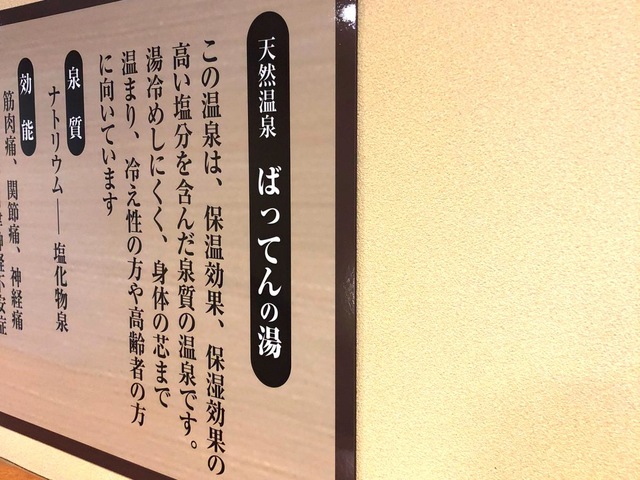 天然温泉 ばってんの湯
この温泉は、保温効果、保湿効果の
高い塩分を含んだ泉質の温泉です。
湯冷めしにくく、身体の芯まで
温まり、冷え性の方や高齢者の方
に向いています
泉質
ナトリウム―塩化物泉
効能
筋肉痛、関節痛、神経痛